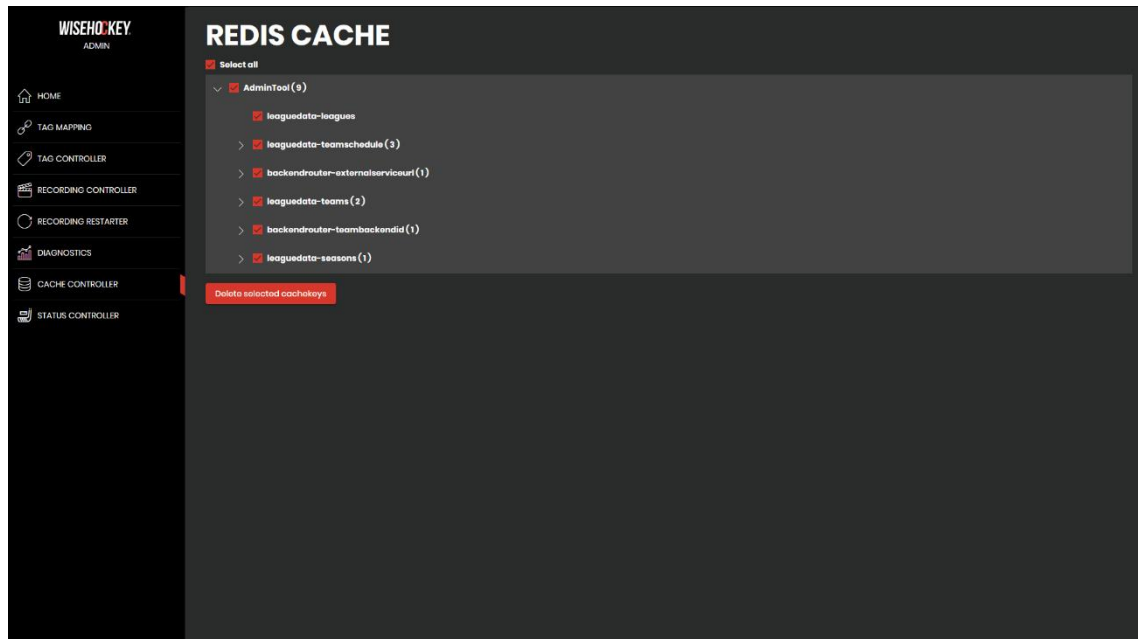 WISEHOCKEY.
ADMIN
HOME
TAG MAPPING
TAG CONTROLLER
RECORDING CONTROLLER
RECORDING RESTARTER
DIAGNOSTICS
CACHE CONTROLLER
STATUS CONTROLLER
REDIS CACHE
Select all
AdminTool (9)
leaguedata-leagues
leaguedata-teamschedule (3)
backendrouter-externalserviceurl (1)
leaguedata-teams (2)
backendrouter-teambackendid (1)
leaguedata-seasons (1)
Delete selected cachekeys